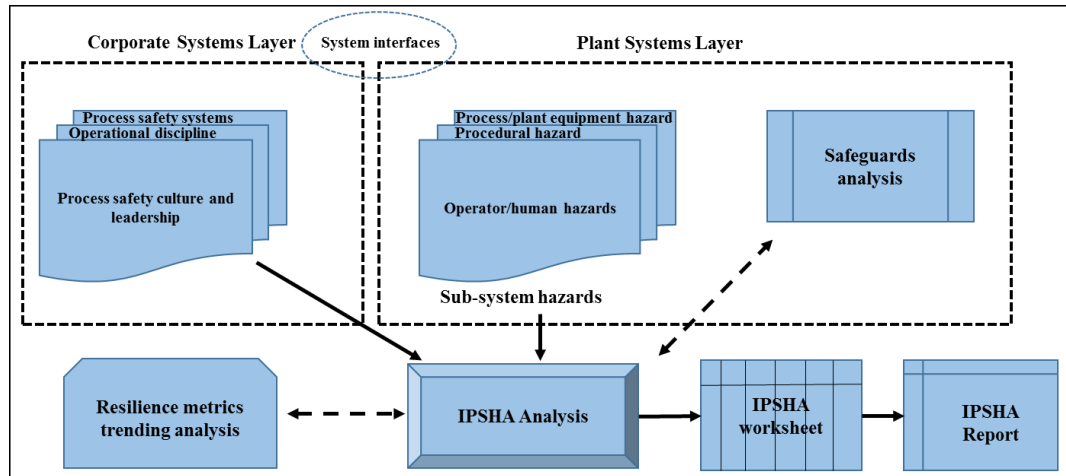 Corporate Systems Layer
System interfaces
Plant Systems Layer
Process safety systems
Operational discipline
Process safety culture and
leadership
Process/plant equipment hazard
Procedural hazard
Operator/human hazards
Safeguards
analysis
Sub-system hazards
Resilience metrics
trending analysis
IPSHA Analysis
IPSHA
worksheet
IPSHA
Report